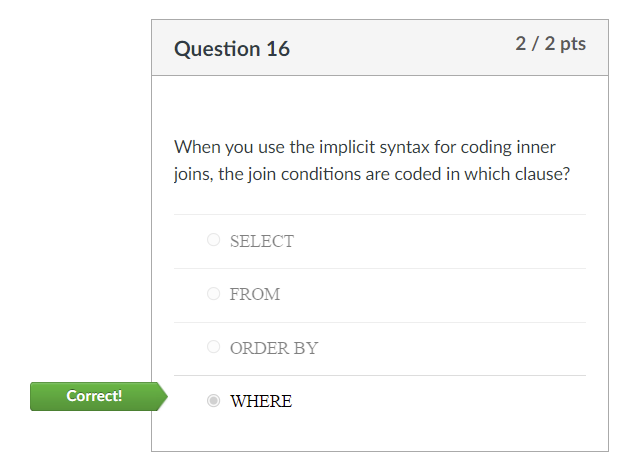 Question 16
2 / 2 pts
When you use the implicit syntax for coding inner
joins, the join conditions are coded in which clause?
SELECT
FROM
ORDER BY
Correct!
WHERE